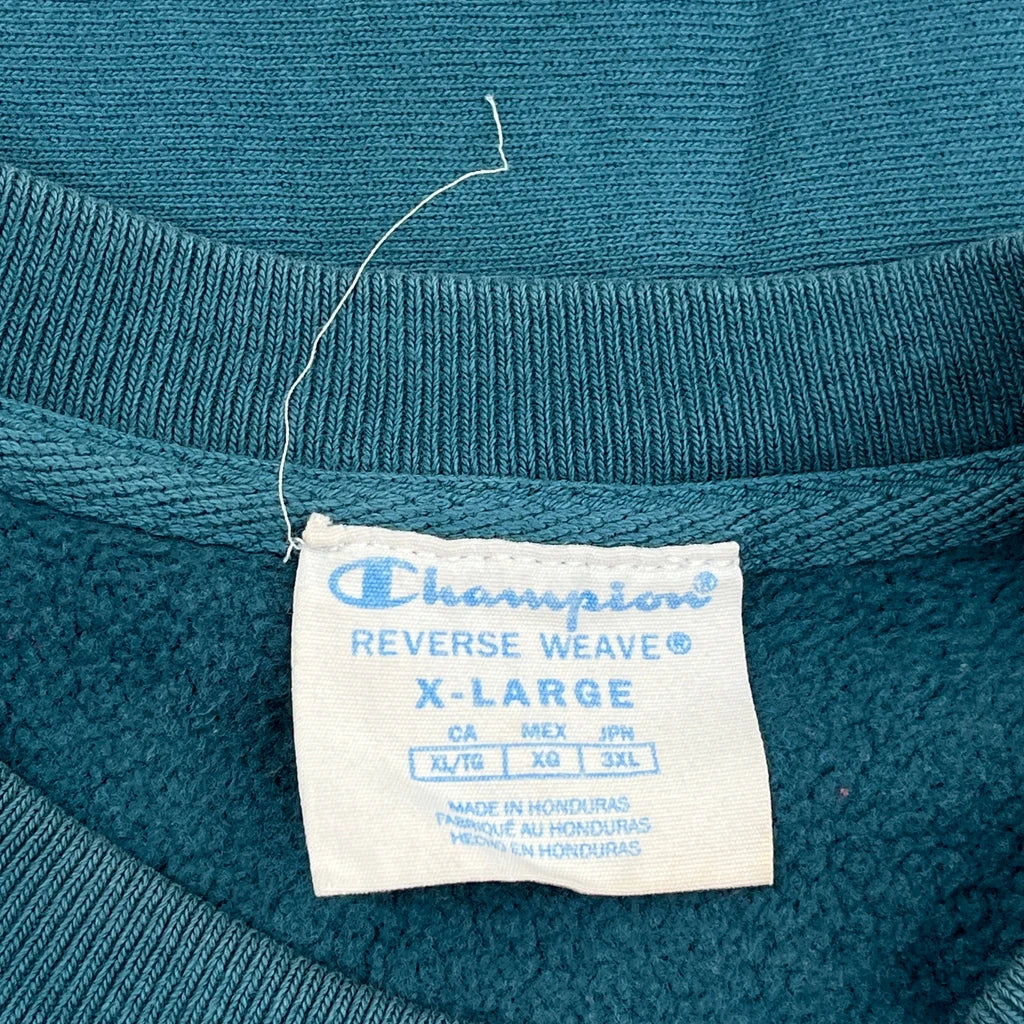 Champion®
REVERSE WEAVE®
X-LARGE
CA MEX JPN
XL/TG XG 3XL
MADE IN HONDURAS
FABRIQUÉ AU HONDURAS
HECHO EN HONDURAS